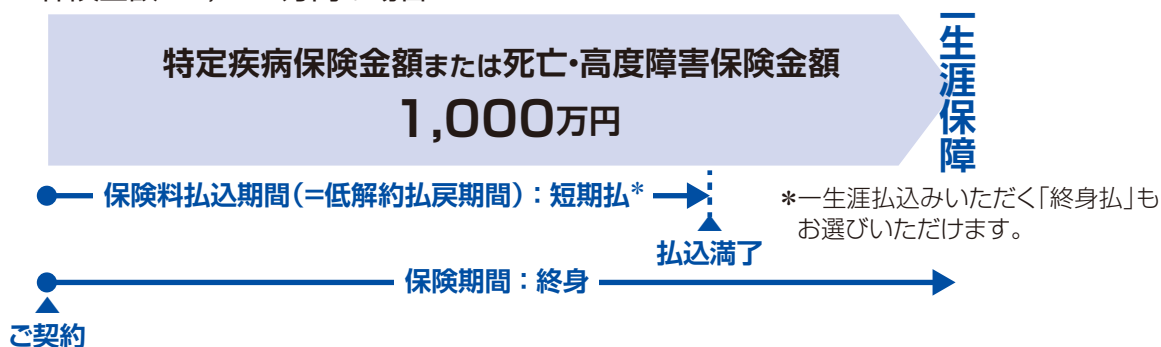 特定疾病保険金額または死亡・高度障害保険金額
1,000万円
一生涯保障
保険料払込期間(=低解約払戻期間):短期払*
*一生涯払込みいただく「終身払」も
お選びいただけます。
払込満了
保険期間:終身
ご契約